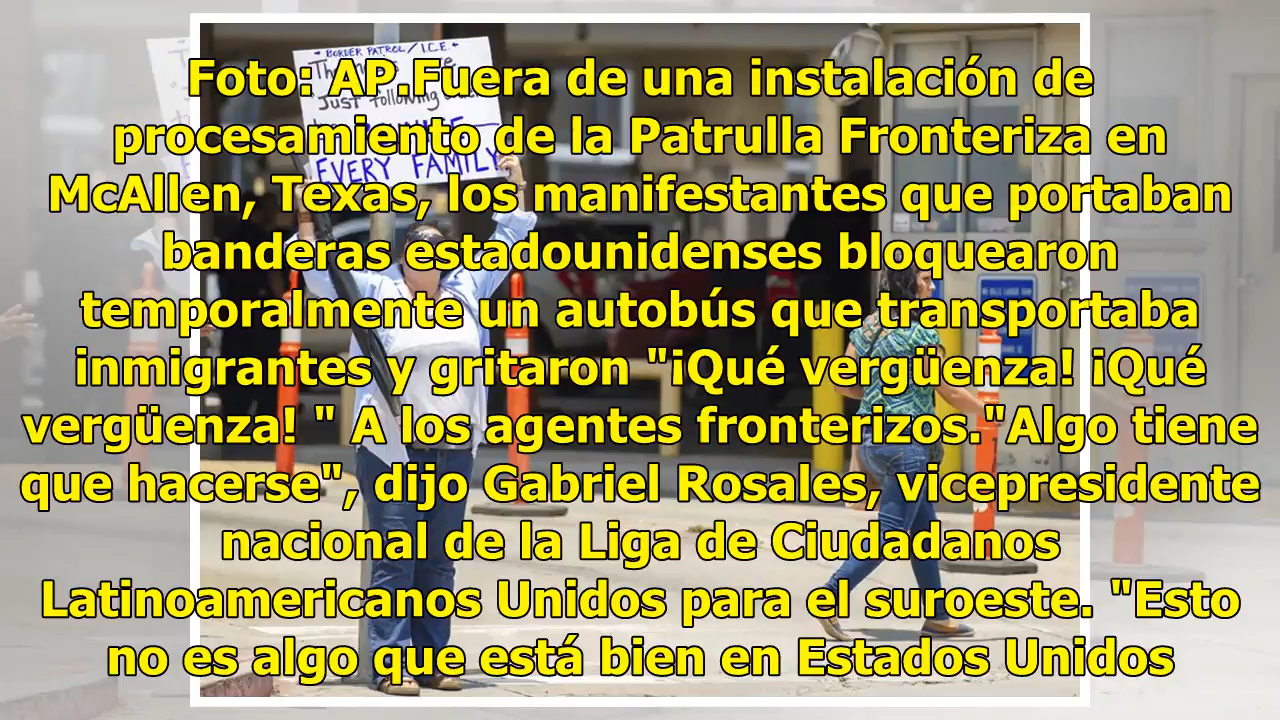 BORDER PATROL / I.C.E.
EVERY FAMILY
Foto: AP.Fuera de una instalación de
procesamiento de la Patrulla Fronteriza en
McAllen, Texas, los manifestantes que portaban
banderas estadounidenses bloquearon
temporalmente un autobús que transportaba
inmigrantes y gritaron "¡Qué vergüenza! ¡Qué
vergüenza! " A los agentes fronterizos."Algo tiene
que hacerse", dijo Gabriel Rosales, vicepresidente
nacional de la Liga de Ciudadanos
Latinoamericanos Unidos para el suroeste. "Esto
no es algo que está bien en Estados Unidos